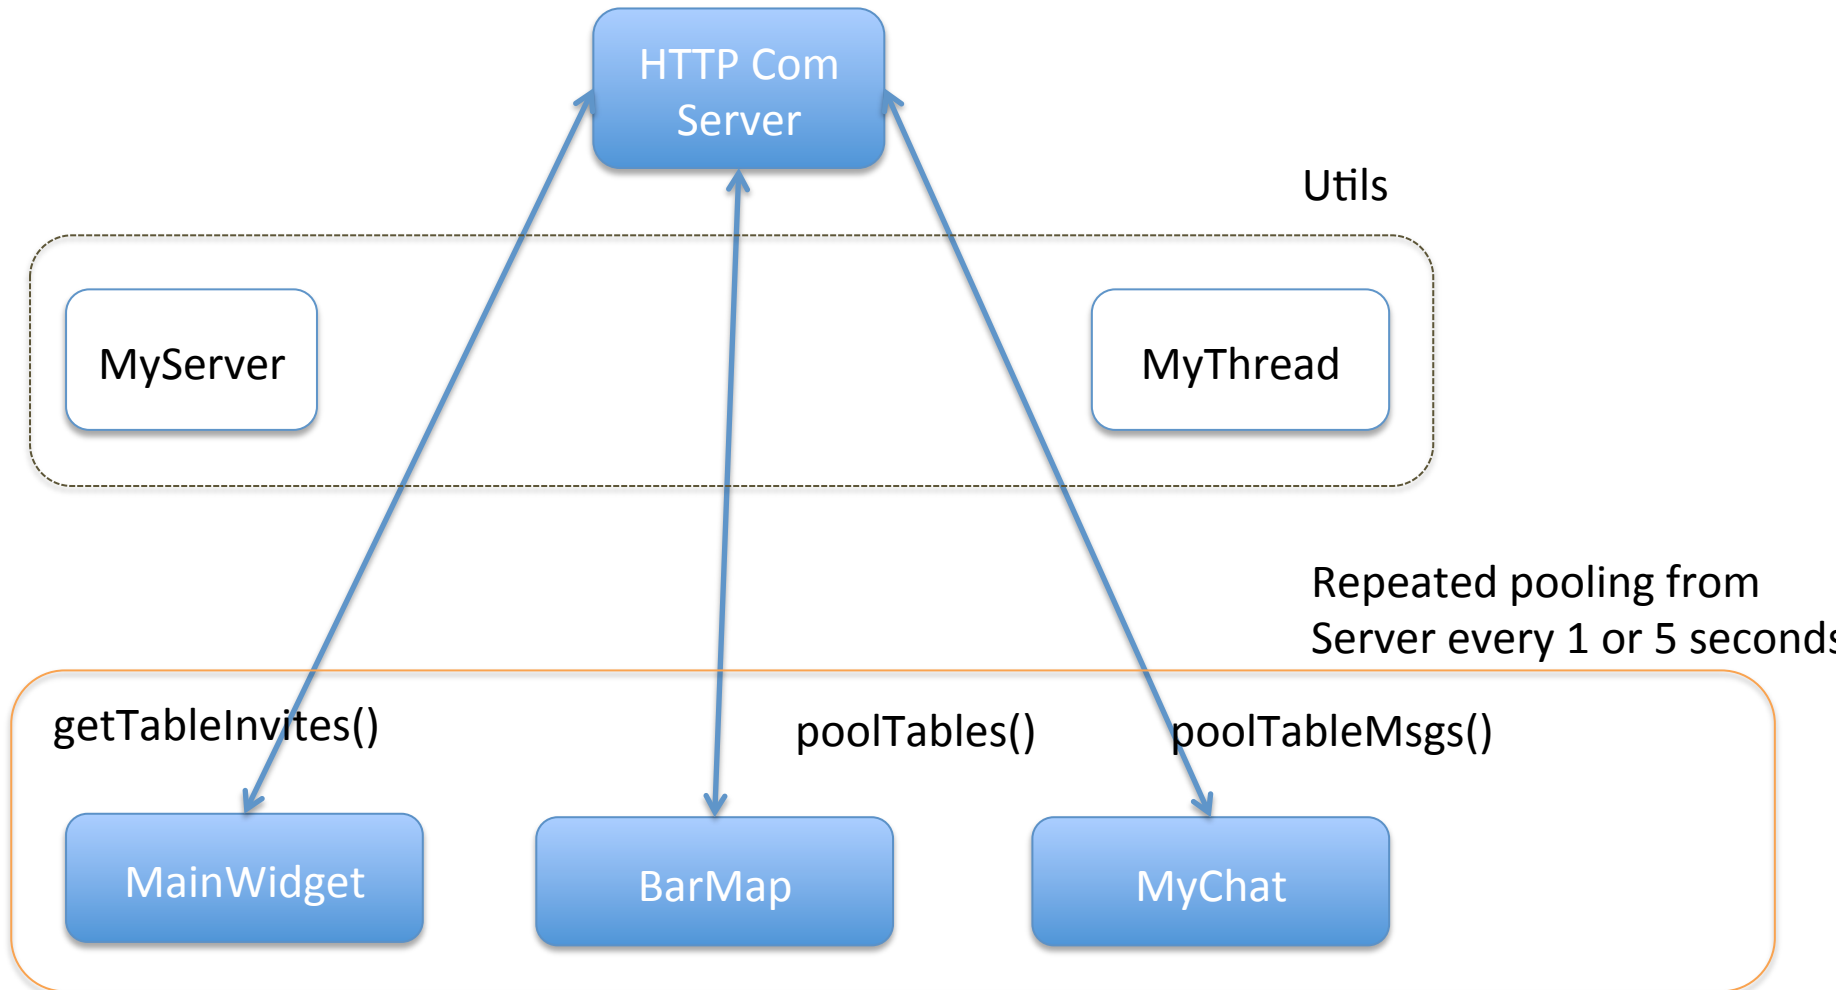 HTTP Com
Server
Utils
MyServer
MyThread
Repeated pooling from
Server every 1 or 5 seconds
getTableInvites()
poolTables()
poolTableMsgs()
MainWidget
BarMap
MyChat